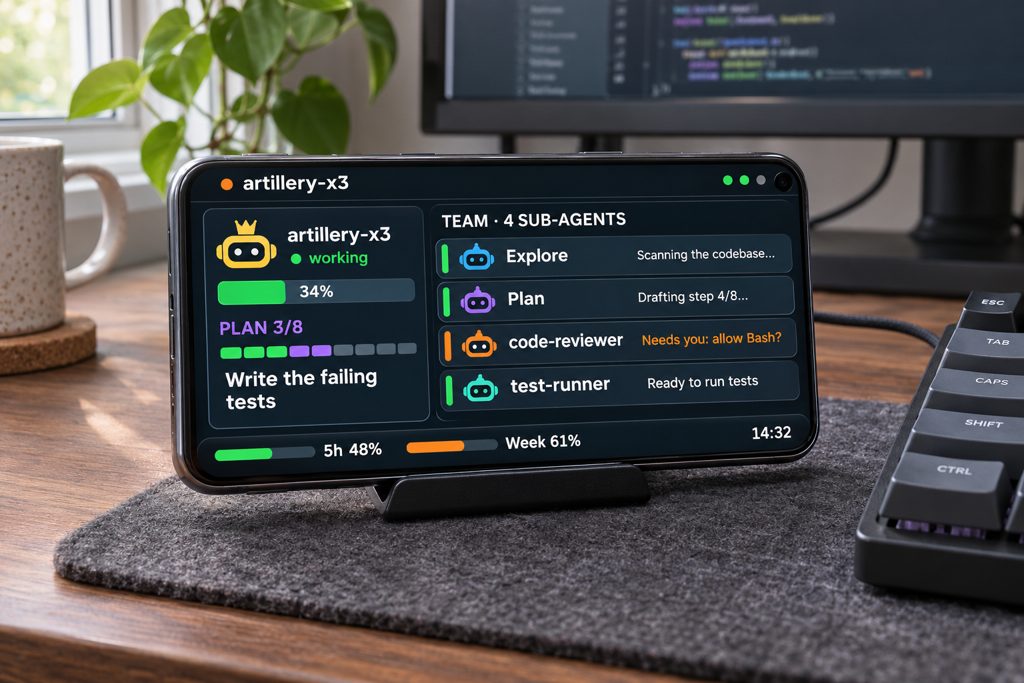 artillery-x3
artillery-x3
working
34%
PLAN 3/8
Write the failing
tests
TEAM · 4 SUB-AGENTS
Explore Scanning the codebase...
Plan Drafting step 4/8...
code-reviewer Needs you: allow Bash?
test-runner Ready to run tests
5h 48% Week 61% 14:32
ESC
TAB
CAPS
SHIFT
CTRL